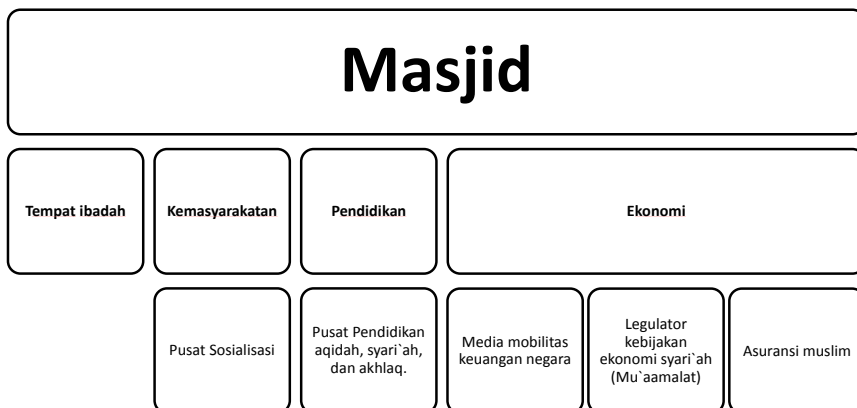 Masjid
Tempat ibadah
Kemasyarakatan
Pendidikan
Ekonomi
Pusat Sosialisasi
Pusat Pendidikan
aqidah, syari`ah,
dan akhlaq.
Media mobilitas
keuangan negara
Legulator
kebijakan
ekonomi syari`ah
(Mu`aamalat)
Asuransi muslim